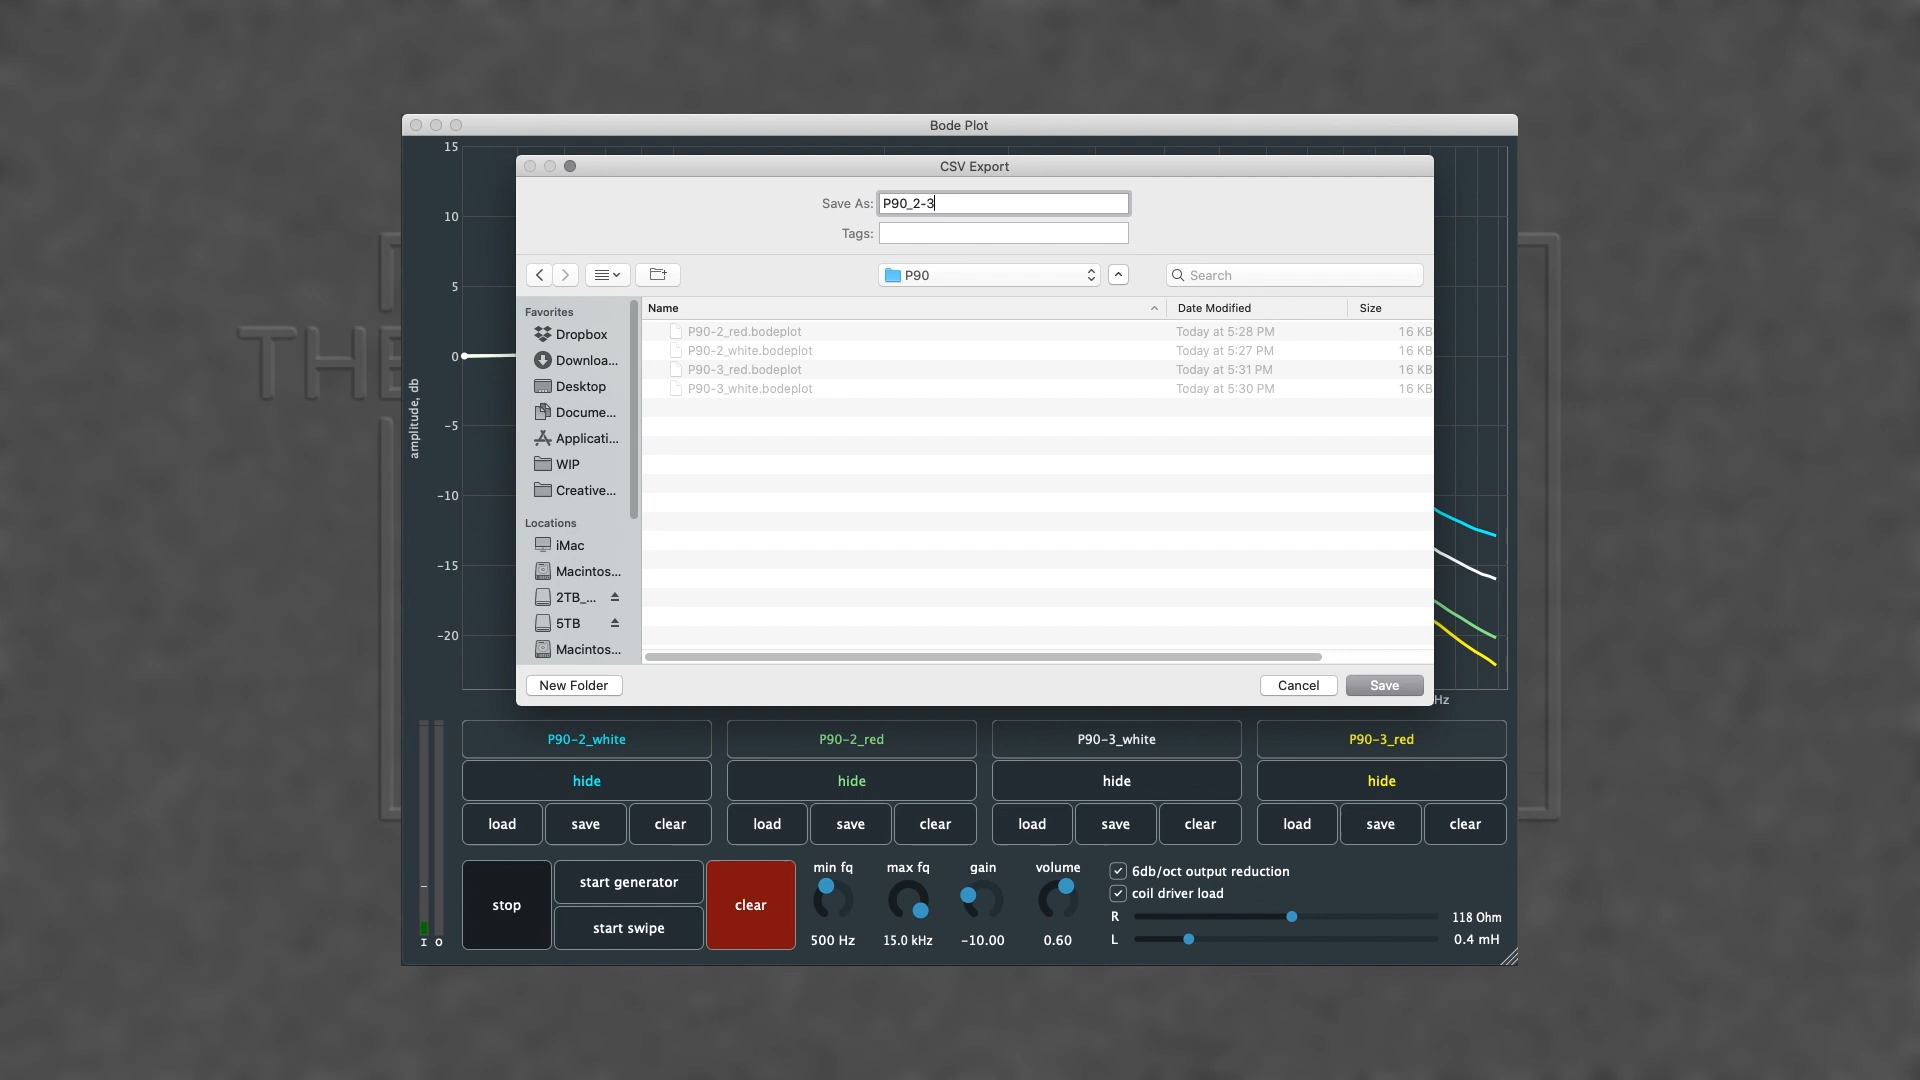 Bode Plot
CSV Export
Save As: P90_2-3
Tags:
P90
Search
Favorites
Dropbox
Downloa...
Desktop
Docume...
Applicati...
WIP
Creative...
Locations
iMac
Macintos...
2TB_...
5TB
Macintos...
Name Date Modified Size
P90-2_red.bodeplot Today at 5:28 PM 16 KB
P90-2_white.bodeplot Today at 5:27 PM 16 KB
P90-3_red.bodeplot Today at 5:31 PM 16 KB
P90-3_white.bodeplot Today at 5:30 PM 16 KB
New Folder Cancel Save
15
10
5
0
-5
-10
-15
-20
amplitude, db
Hz
THE
P90-2_white P90-2_red P90-3_white P90-3_red
hide hide hide hide
load save clear load save clear load save clear load save clear
stop
start generator
start swipe
clear
min fq max fq gain volume
500 Hz 15.0 kHz -10.00 0.60
6db/oct output reduction
coil driver load
R 118 Ohm
L 0.4 mH
I O